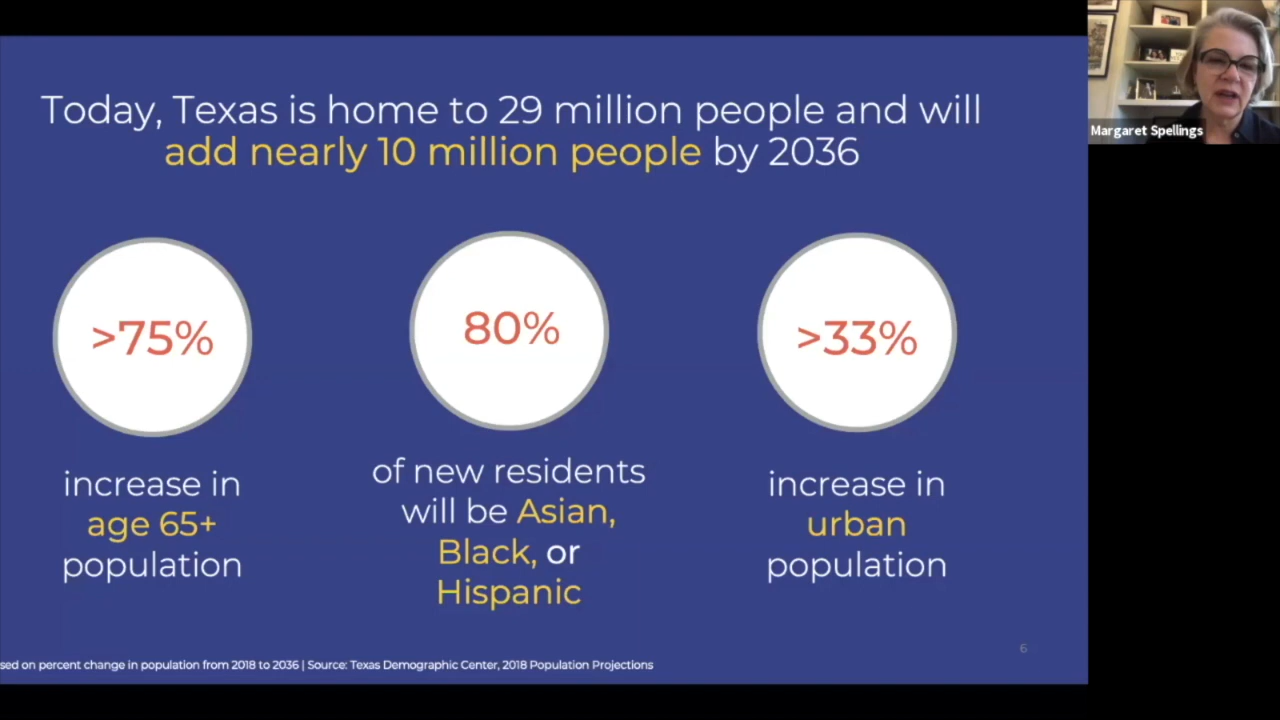 Today, Texas is home to 29 million people and will
add nearly 10 million people by 2036
>75%
increase in
age 65+
population
80%
of new residents
will be Asian,
Black, or
Hispanic
>33%
increase in
urban
population
6
sed on percent change in population from 2018 to 2036 | Source: Texas Demographic Center, 2018 Population Projections
Margaret Spellings